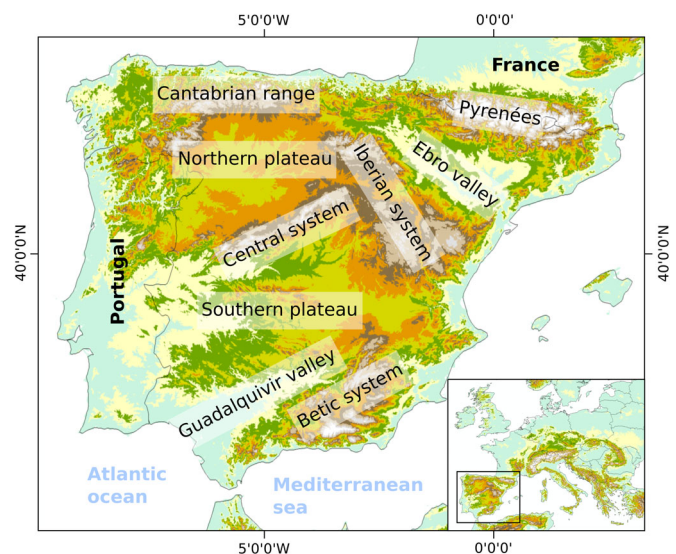 5°0'0"W
0°0'0'
France
Cantabrian range
Pyrenées
Northern plateau
Iberian system
Ebro valley
Central system
40°0'0"N
40°0'0"N
Portugal
Southern plateau
Guadalquivir valley
Betic system
Atlantic
ocean
Mediterranean
sea
5°0'0"W
0°0'0"